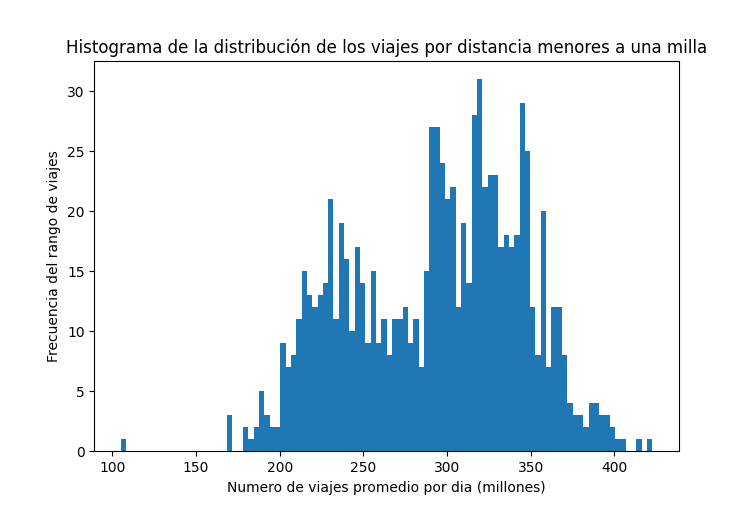 Histograma de la distribución de los viajes por distancia menores a una milla
30
25
20
15
10
5
0
Frecuencia del rango de viajes
100 150 200 250 300 350 400
Numero de viajes promedio por dia (millones)